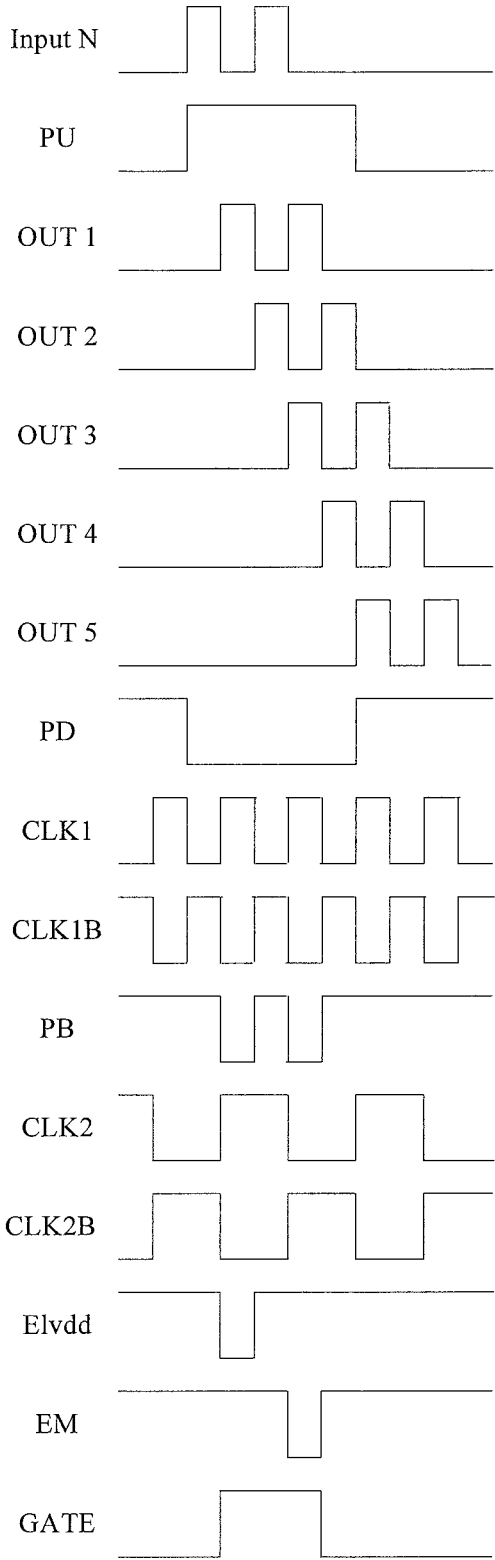 Input N
PU
OUT 1
OUT 2
OUT 3
OUT 4
OUT 5
PD
CLK1
CLK1B
PB
CLK2
CLK2B
Elvdd
EM
GATE